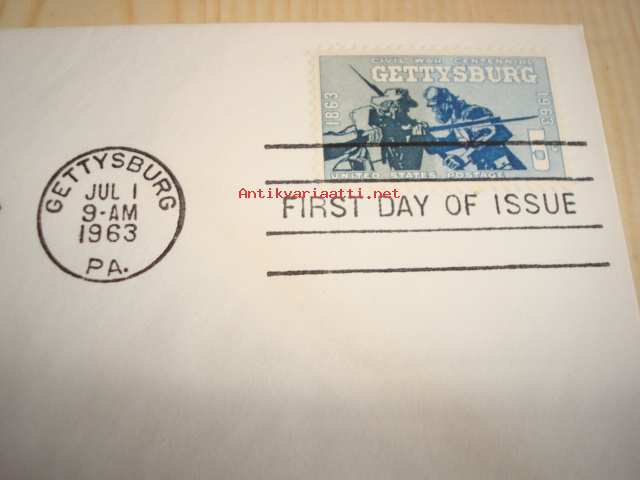 CIVIL WAR CENTENNIAL
GETTYSBURG
1863
1963
5c
UNITED STATES POSTAGE
GETTYSBURG
JUL 1
9-AM
1963
PA.
Antikvariaatti.net
FIRST DAY OF ISSUE